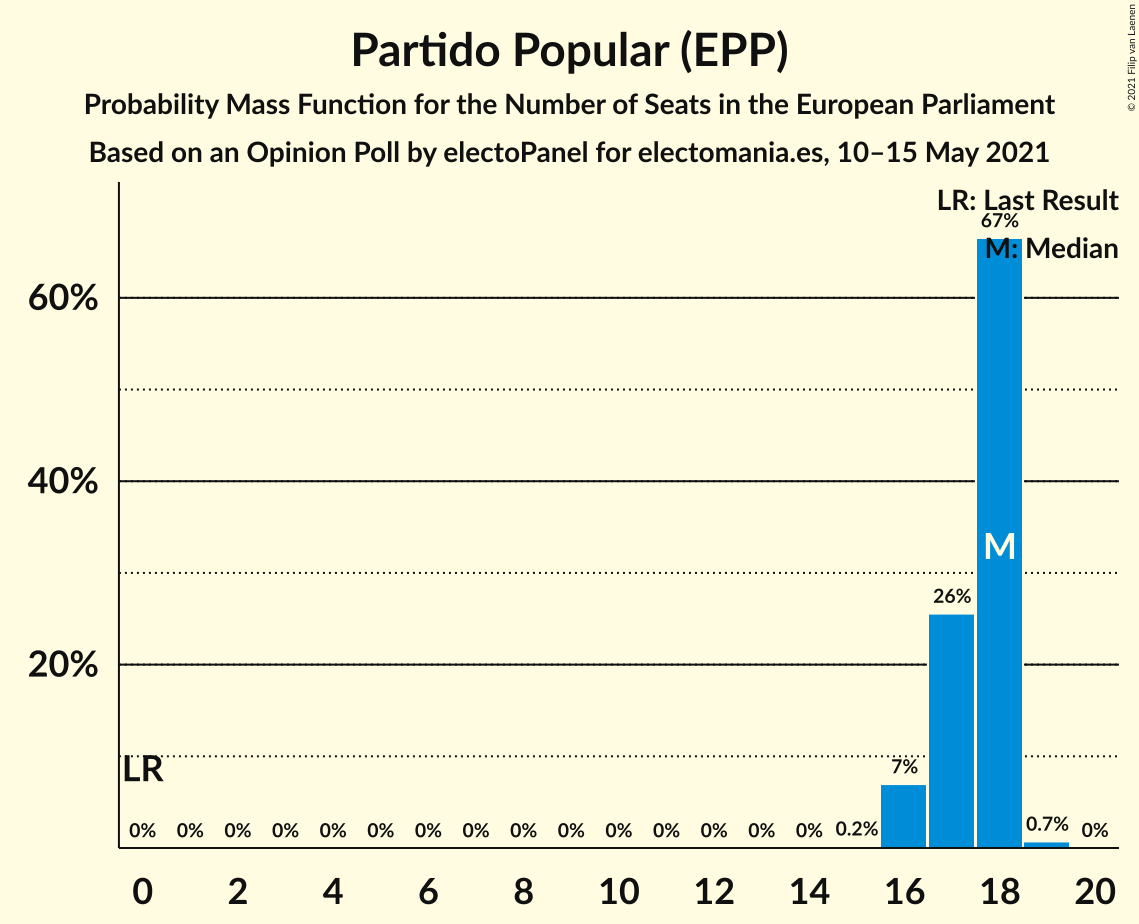 Partido Popular (EPP)
Probability Mass Function for the Number of Seats in the European Parliament
Based on an Opinion Poll by electoPanel for electomania.es, 10–15 May 2021
© 2021 Filip van Laenen
LR: Last Result
M: Median
60%
40%
20%
LR
M
0% 0% 0% 0% 0% 0% 0% 0% 0% 0% 0% 0% 0% 0% 0% 0.2% 7% 26% 67% 0.7% 0%
0 2 4 6 8 10 12 14 16 18 20